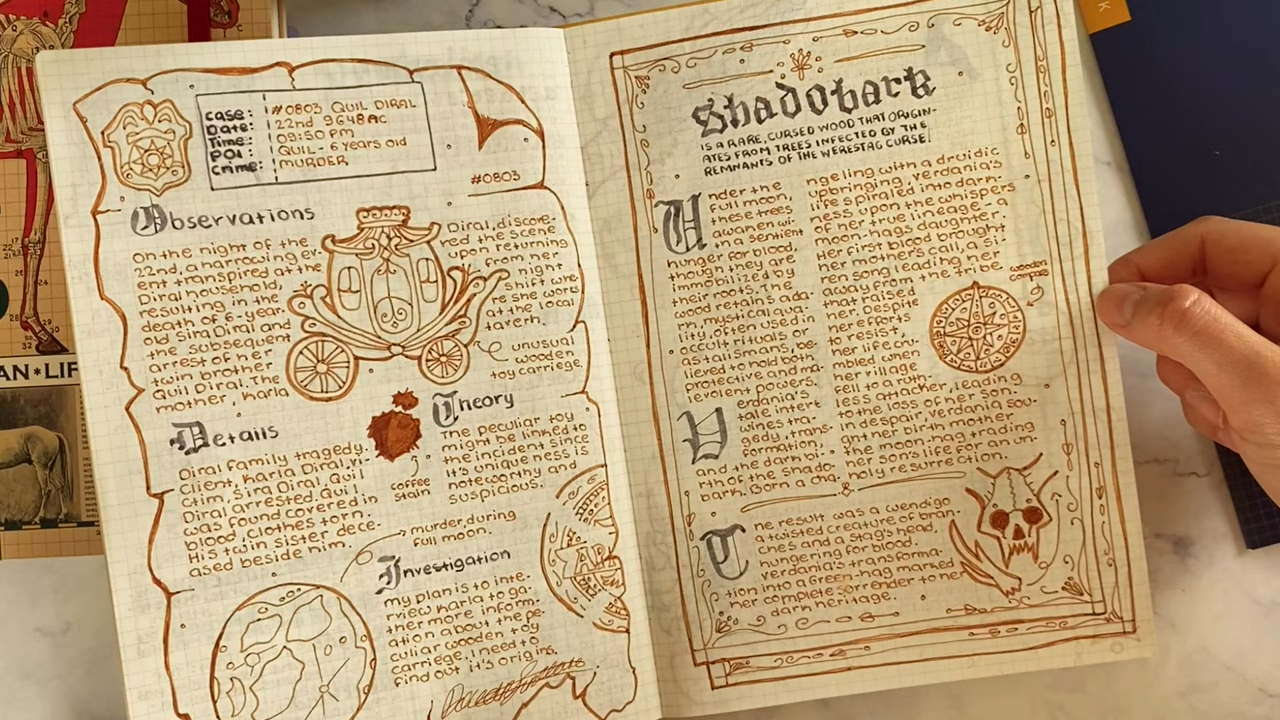 case: #0803 QUIL DIRAL
Date: 22nd 9648AC
Time: 09:50 PM
POI: QUIL - 6 years old
Crime: MURDER
#0803
Observations
on the night of the
22nd, a harrowing ev
ent transpired at the
Diral household,
resulting in the
death of 6-year
old Sira Diral and
the subsequent
arrest of her
twin brother
Quil Diral. The
mother, Karla
Diral, discove-
red the scene
upon returning
from her
night
shift whe
re she works
at the local
tavern.
unusual
wooden
toy carriege.
Details
Diral family tragedy.
Client, Karla Diral, vi-
ctim, Sira Diral, Quil
Diral arrested. Quil
was found covered in
blood, clothes torn.
His twin sister dece-
ased beside him.
coffee
stain
Theory
The peculiar toy
might be linked to
the incident since
it's unique ness is
noteworthy and
suspicious.
murder, during
full moon.
Investigation
my plan is to inte-
rview Karla to ga-
ther more inform-
ation about the pe-
culiar wooden toy
carriege, I need to
find out it's origins.
Shadobark
IS A RARE, CURSED WOOD THAT ORIGIN-
ATES FROM TREES INFECTED BY THE
REMNANTS OF THE WERESTAG CURSE!
Under the
full moon,
these trees
awaken wi-
th a sentient
hunger for blood,
though they are
immobilized by
their roots. The
wood retains ada-
rn, mystical qua-
lity, often used in
occult rituals or
as talismans, be-
lieved to hold both
protective and ma-
levolent powers.
Verdania's
tale intert
wines tra
gedy, trans-
formation,
and the dark bi-
rth of the shado-
bark. Born a cha-
ngeling with a druidic
upbringing, Verdania's
life spiraled into dark-
ness upon the whispers
of her true lineage, a
moon-hags daughter.
Her first blood brought
her mother's call, a si-
ren song leading her
away from the tribe
that raised
her. Despite
her efforts
to resist,
her life cru
mbled when
her village
fell to a ruth
less attacker, leading
to the loss of her son.
In despair, Verdania sou-
ght her birth mother
the moon-hag trading
her son's life for an un-
holy resurrection.
wooden
compass
The result was a wendigo
a twisted creature of bran-
ches and stag's head,
hungering for blood.
Verdania's transforma-
tion into a Green-hag marked
her complete surrender to her
dark heritage.